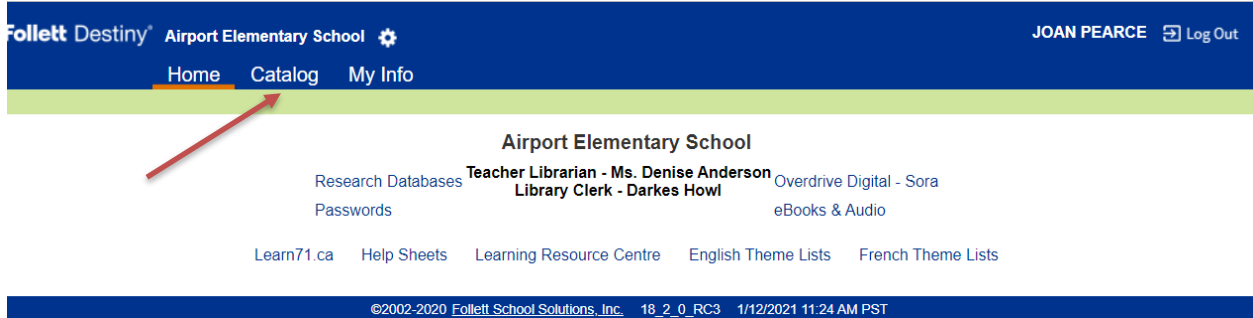 Follett Destiny® Airport Elementary School JOAN PEARCE Log Out
Home Catalog My Info
Airport Elementary School
Teacher Librarian - Ms. Denise Anderson
Library Clerk - Darkes Howl
Research Databases
Passwords
Overdrive Digital - Sora
eBooks & Audio
Learn71.ca Help Sheets Learning Resource Centre English Theme Lists French Theme Lists
©2002-2020 Follett School Solutions, Inc. 18_2_0_RC3 1/12/2021 11:24 AM PST